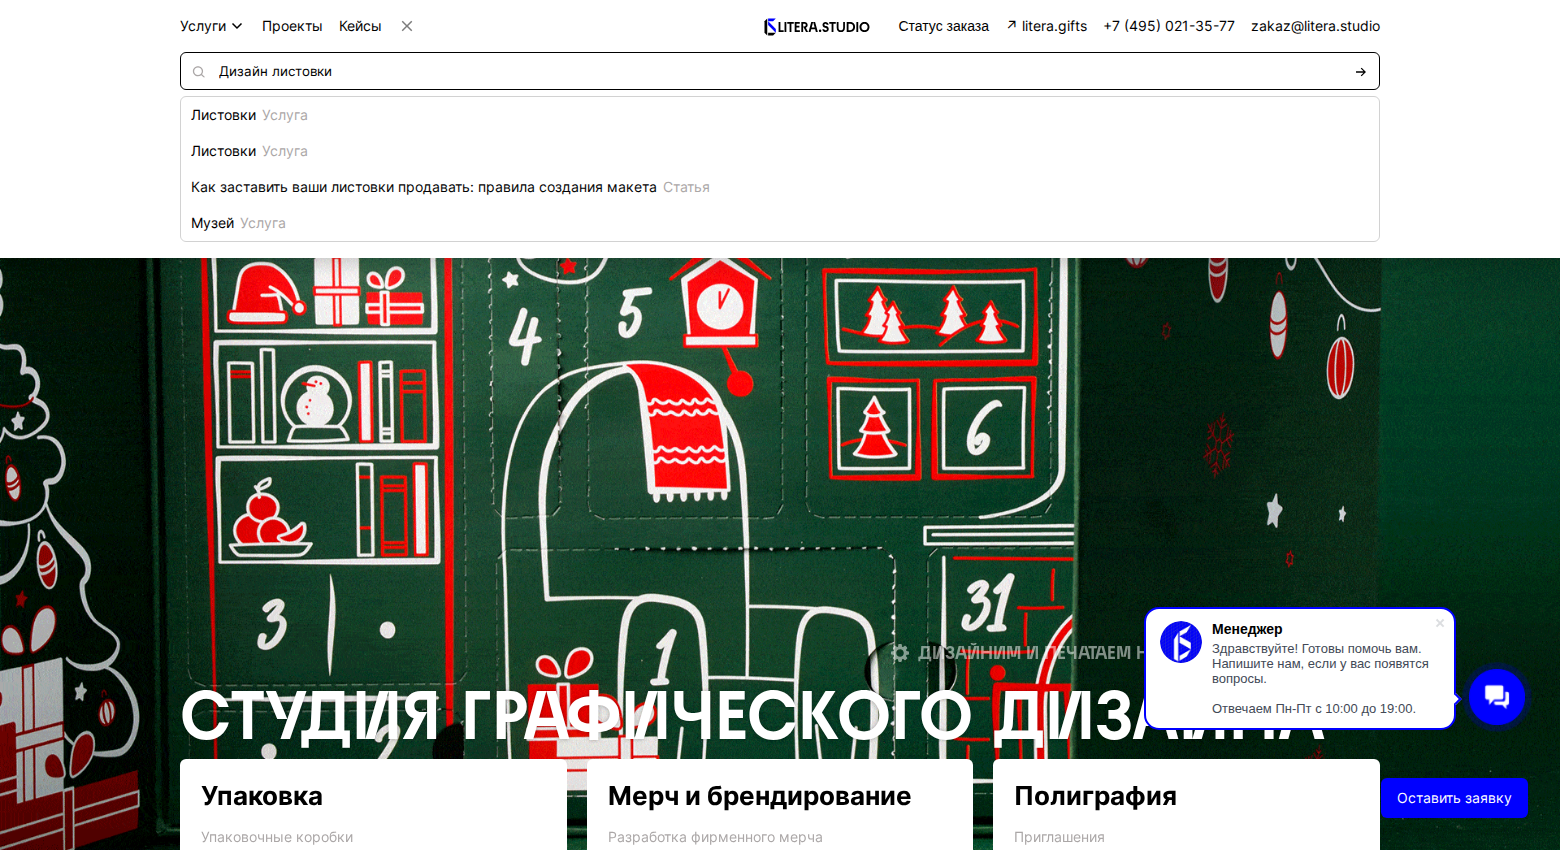 Услуги Проекты Кейсы LITERA.STUDIO Статус заказа ↗ litera.gifts +7 (495) 021-35-77 zakaz@litera.studio
Дизайн листовки
Листовки Услуга
Листовки Услуга
Как заставить ваши листовки продавать: правила создания макета Статья
Музей Услуга
4
5
6
3
1
31
2
ДИЗАЙНИМ И ПЕЧАТАЕМ
СТУДИЯ ГРАФИЧЕСКОГО ДИЗАЙНА
Менеджер
Здравствуйте! Готовы помочь вам.
Напишите нам, если у вас появятся
вопросы.
Отвечаем Пн-Пт с 10:00 до 19:00.
Упаковка
Упаковочные коробки
Мерч и брендирование
Разработка фирменного мерча
Полиграфия
Приглашения
Оставить заявку